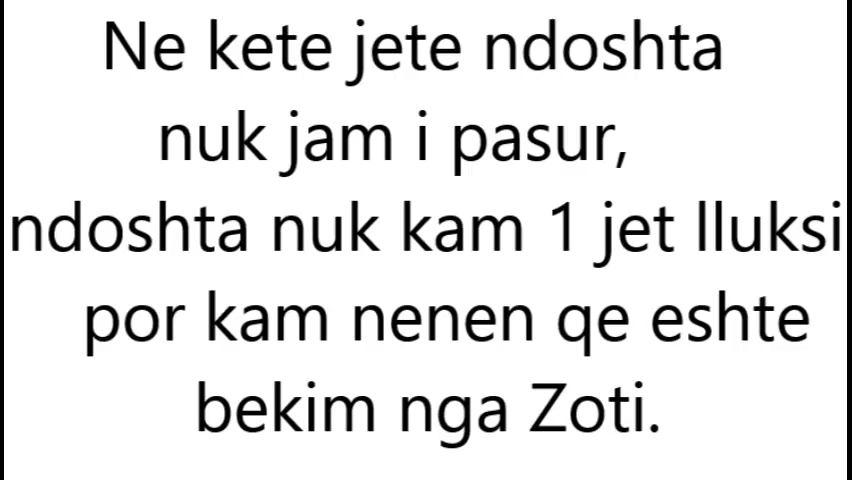 Ne kete jete ndoshta
nuk jam i pasur,
ndoshta nuk kam 1 jet lluksi
por kam nenen qe eshte
bekim nga Zoti.